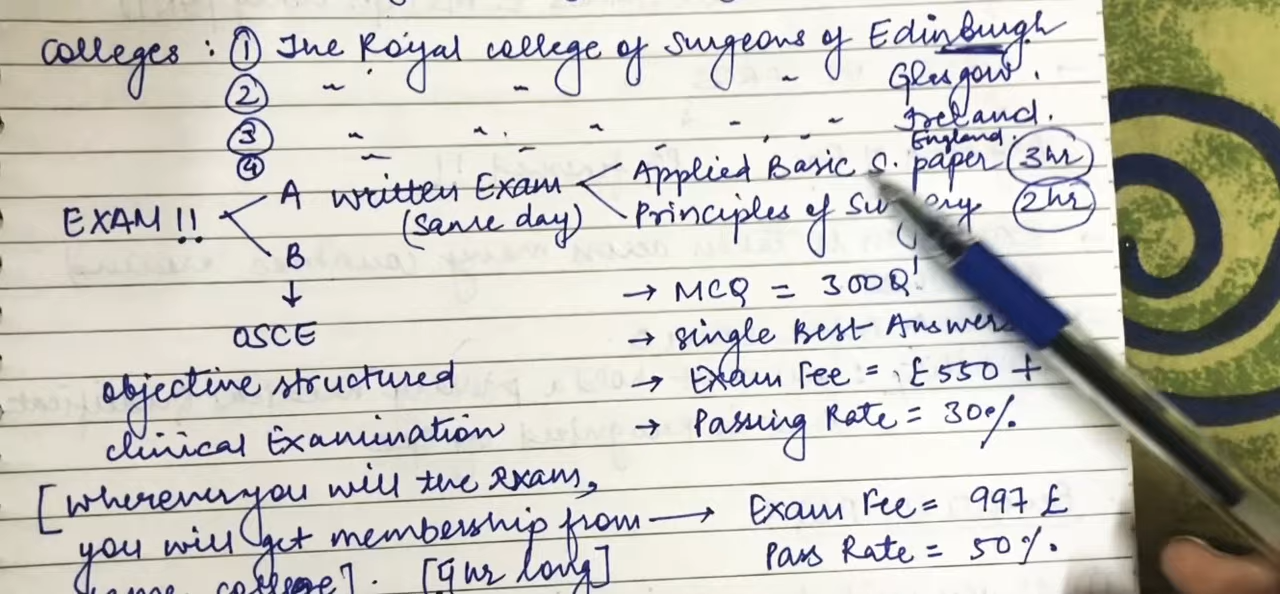 Colleges : ① The Royal college of Surgeons of Edinburgh
② " " " Glasgow.
③ " " " " " Ireland.
④ " " " England.
EXAM !! A written Exam Applied Basic S. paper 3hr
(Same day) Principles of 2hr
B
↓
OSCE
→ MCQ = 300Q
→ Single Best Answer
objective structured → Exam Fee = £550 +
clinical Examination → Passing Rate = 30%.
[wherever you will the exam,
you will get membership from → Exam Fee = 997 £
college]. [4hr long] Pass Rate = 50%.